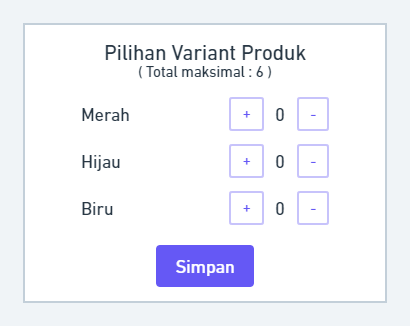 Pilihan Variant Produk
( Total maksimal : 6 )
Merah + 0 -
Hijau + 0 -
Biru + 0 -
Simpan